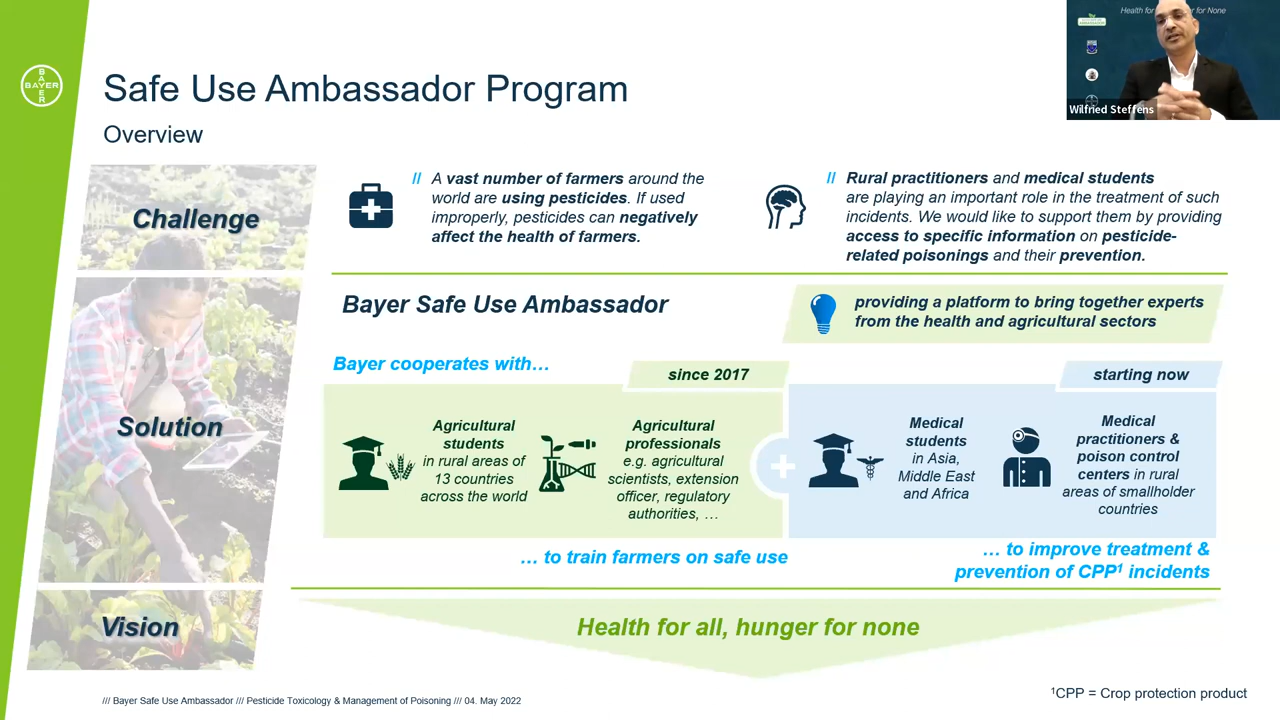 Health for
er for None
Wilfried Steffens
BAYER
BAYER
Safe Use Ambassador Program
Overview
Challenge
// A vast number of farmers around the
world are using pesticides. If used
improperly, pesticides can negatively
affect the health of farmers.
// Rural practitioners and medical students
are playing an important role in the treatment of such
incidents. We would like to support them by providing
access to specific information on pesticide-
related poisonings and their prevention.
Solution
Bayer Safe Use Ambassador
providing a platform to bring together experts
from the health and agricultural sectors
Bayer cooperates with…
since 2017
starting now
Agricultural
students
in rural areas of
13 countries
across the world
Agricultural
professionals
e.g. agricultural
scientists, extension
officer, regulatory
authorities, …
+
Medical
students
in Asia,
Middle East
and Africa
Medical
practitioners &
poison control
centers in rural
areas of smallholder
countries
… to train farmers on safe use
… to improve treatment &
prevention of CPP¹ incidents
Vision
Health for all, hunger for none
/// Bayer Safe Use Ambassador /// Pesticide Toxicology & Management of Poisoning /// 04. May 2022
¹CPP = Crop protection product